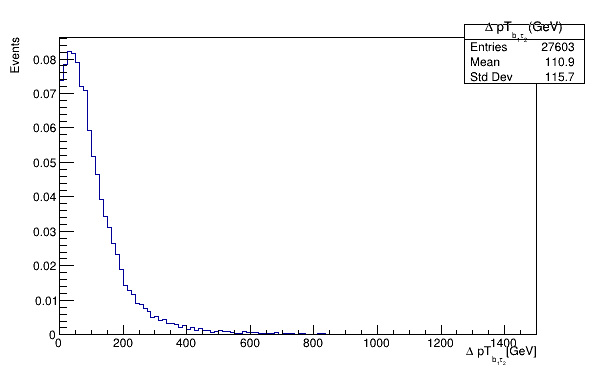 Δ pT_{b_1τ_2}(GeV)
Entries 27603
Mean 110.9
Std Dev 115.7
Events
0.08
0.07
0.06
0.05
0.04
0.03
0.02
0.01
0
0 200 400 600 800 1000 1200 1400
Δ pT_{b_1τ_2}[GeV]